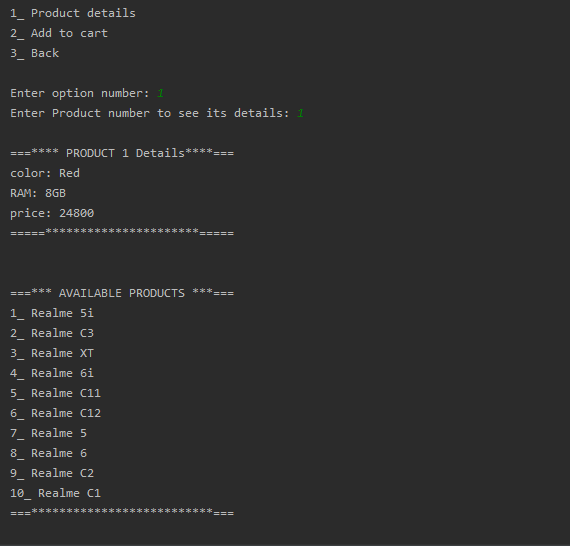 1_ Product details
2_ Add to cart
3_ Back
Enter option number: 1
Enter Product number to see its details: 1
===**** PRODUCT 1 Details****===
color: Red
RAM: 8GB
price: 24800
=====**********************=====
===*** AVAILABLE PRODUCTS ***===
1_ Realme 5i
2_ Realme C3
3_ Realme XT
4_ Realme 6i
5_ Realme C11
6_ Realme C12
7_ Realme 5
8_ Realme 6
9_ Realme C2
10_ Realme C1
===**************************===